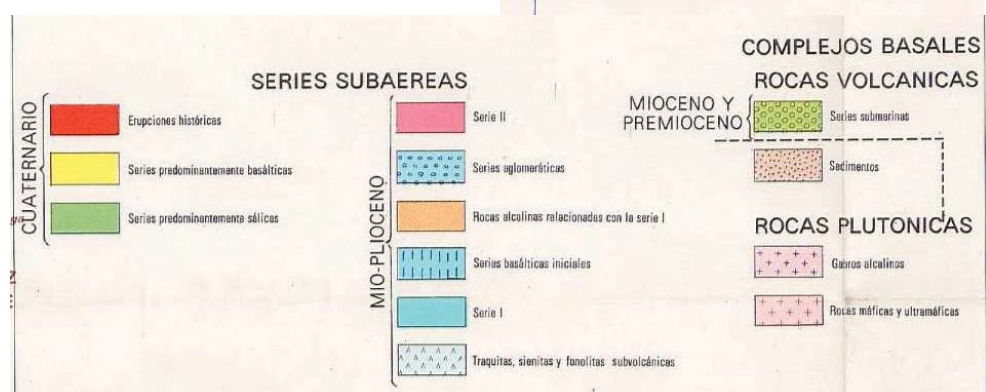 COMPLEJOS BASALES
SERIES SUBAEREAS
ROCAS VOLCANICAS
CUATERNARIO
Erupciones históricas
Series predominantemente basálticas
Series predominantemente sálicas
MIO-PLIOCENO
Serie II
Series aglomeráticas
Rocas alcalinas relacionados con la serie I
Series basálticas iniciales
Serie I
Traquitas, sienitas y fonolitas subvolcánicas
MIOCENO Y
PREMIOCENO
Series submarinas
Sedimentos
ROCAS PLUTONICAS
Gabros alcalinos
Rocas máficas y ultramáficas